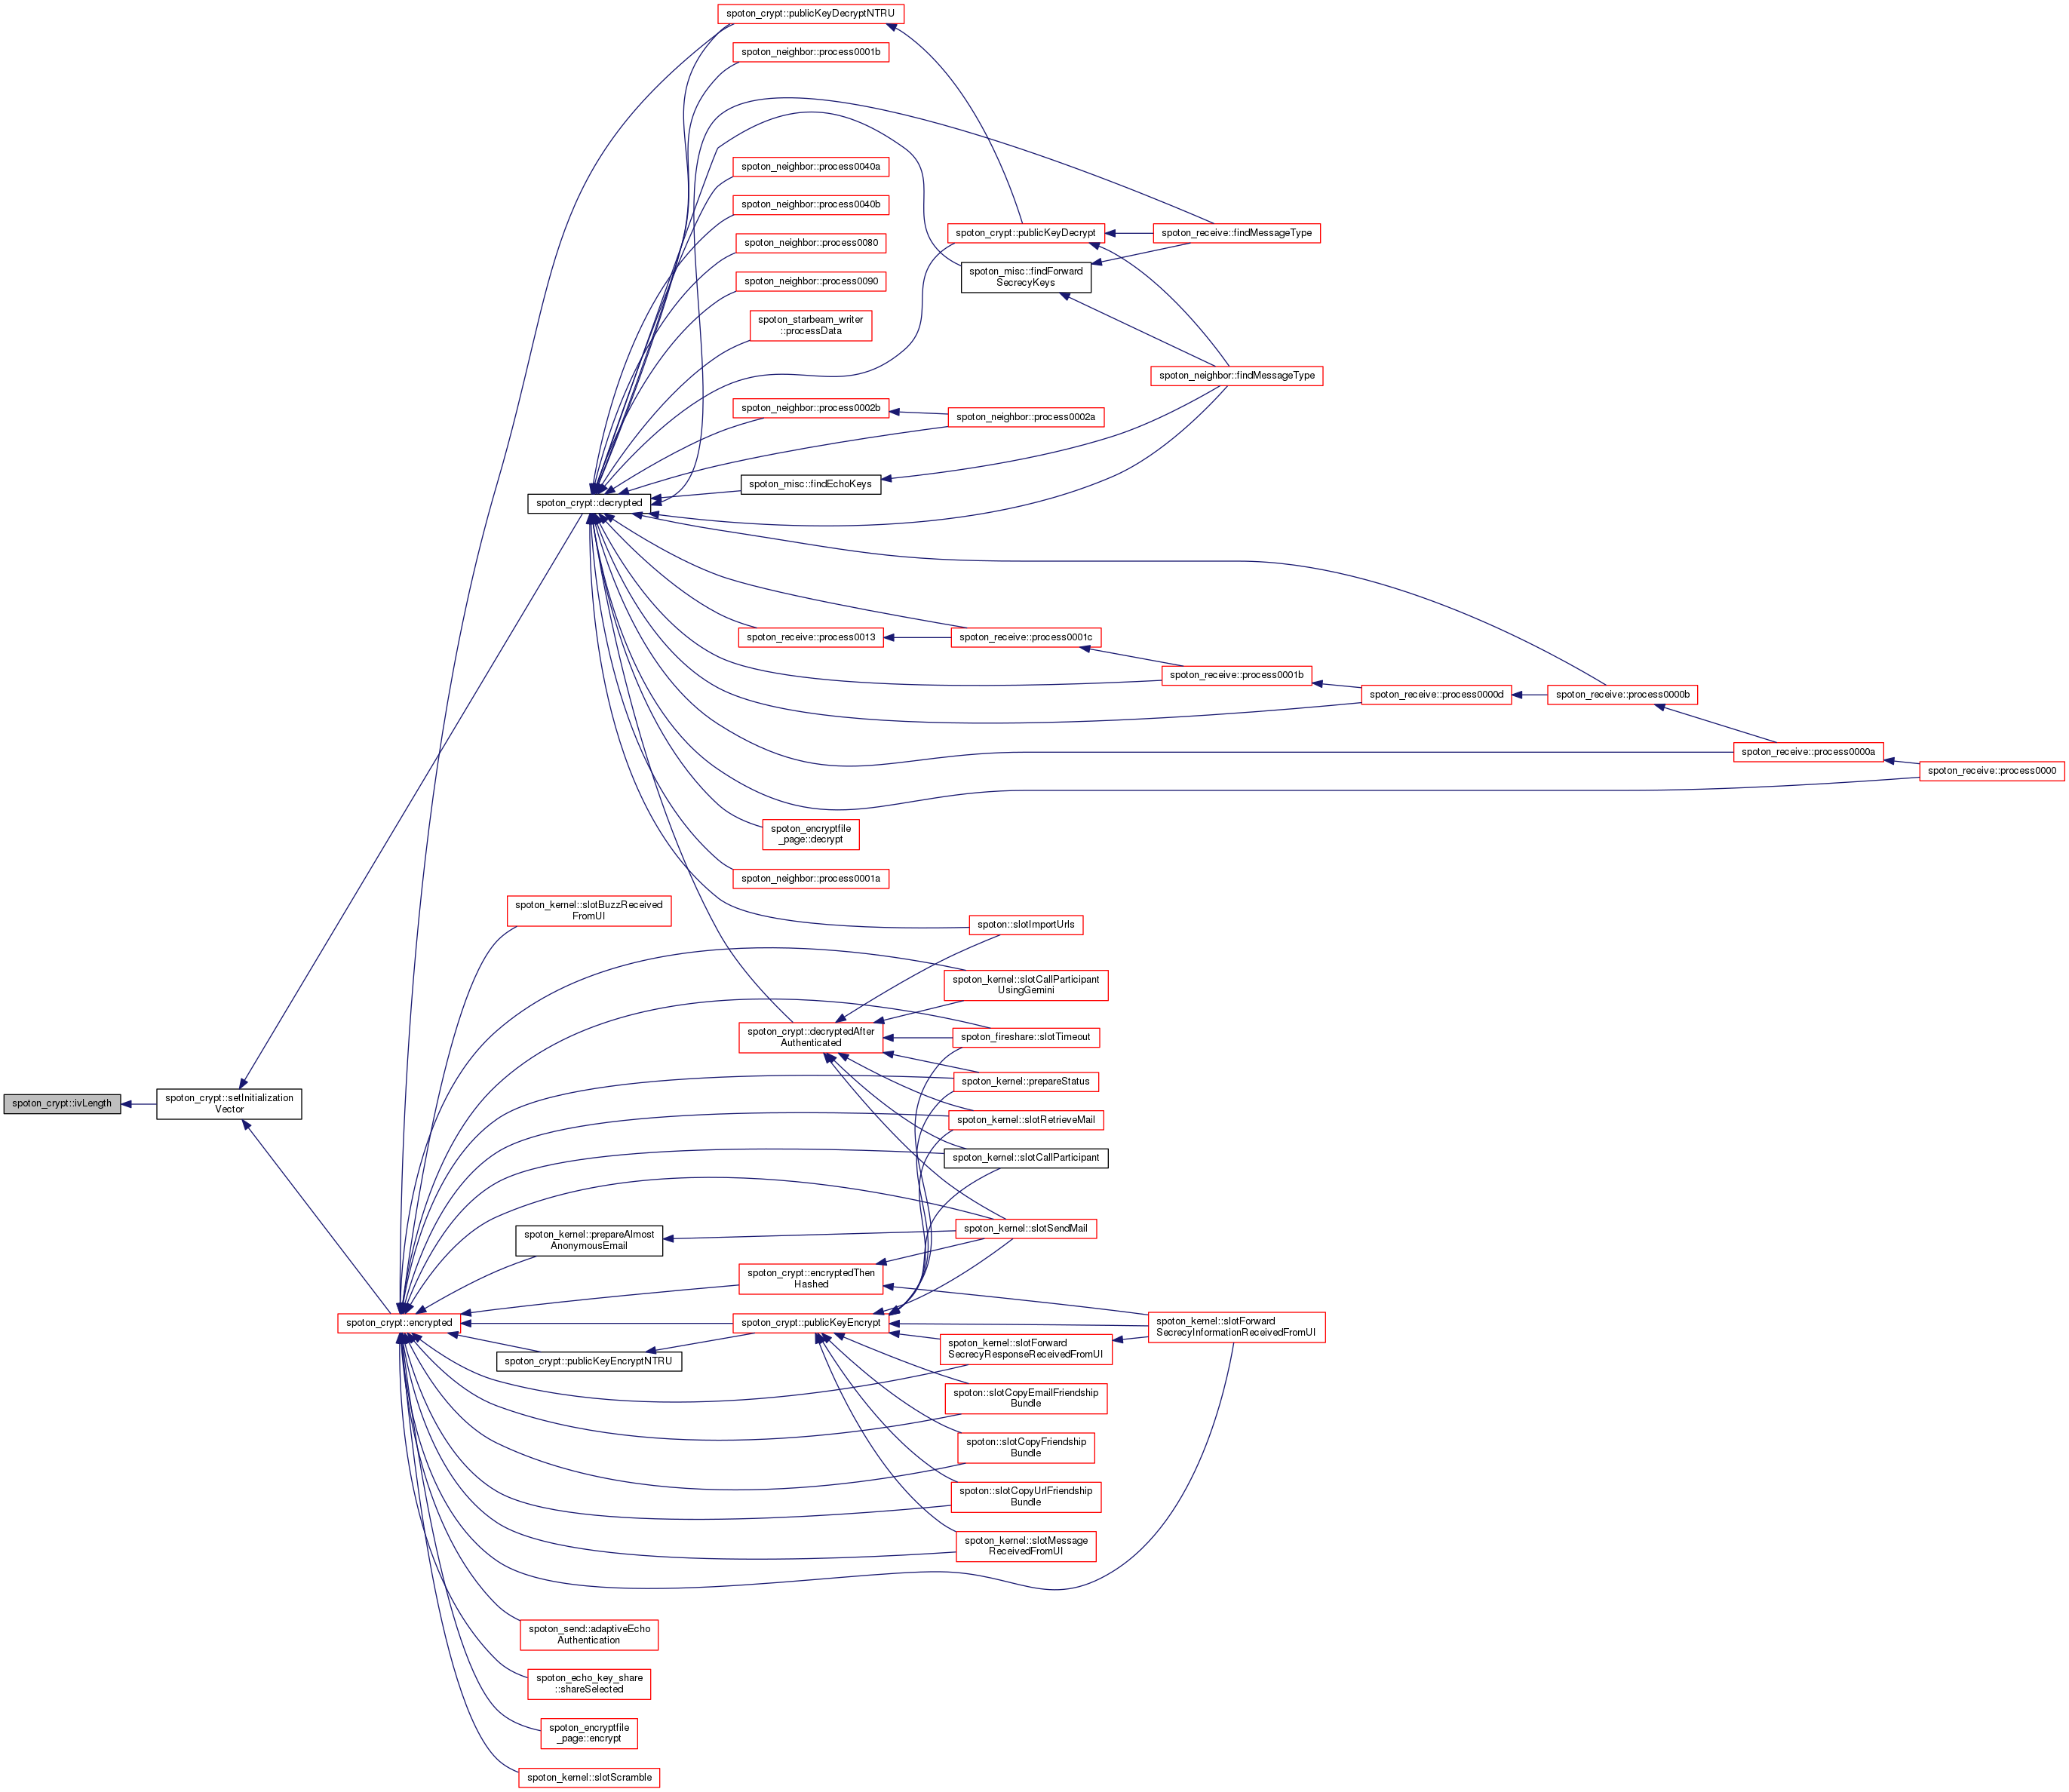 spoton_crypt::publicKeyDecryptNTRU
spoton_neighbor::process0001b
spoton_neighbor::process0040a
spoton_neighbor::process0040b
spoton_crypt::publicKeyDecrypt
spoton_receive::findMessageType
spoton_neighbor::process0080
spoton_misc::findForward
SecrecyKeys
spoton_neighbor::process0090
spoton_starbeam_writer
::processData
spoton_neighbor::findMessageType
spoton_neighbor::process0002b
spoton_neighbor::process0002a
spoton_misc::findEchoKeys
spoton_crypt::decrypted
spoton_receive::process0013
spoton_receive::process0001c
spoton_receive::process0001b
spoton_receive::process0000d
spoton_receive::process0000b
spoton_receive::process0000a
spoton_receive::process0000
spoton_encryptfile
_page::decrypt
spoton_neighbor::process0001a
spoton_kernel::slotBuzzReceived
FromUI
spoton::slotImportUrls
spoton_kernel::slotCallParticipant
UsingGemini
spoton_crypt::decryptedAfter
Authenticated
spoton_fireshare::slotTimeout
spoton_kernel::prepareStatus
spoton_crypt::ivLength
spoton_crypt::setInitialization
Vector
spoton_kernel::slotRetrieveMail
spoton_kernel::slotCallParticipant
spoton_kernel::slotSendMail
spoton_kernel::prepareAlmost
AnonymousEmail
spoton_crypt::encryptedThen
Hashed
spoton_crypt::encrypted
spoton_crypt::publicKeyEncrypt
spoton_kernel::slotForward
SecrecyInformationReceivedFromUI
spoton_kernel::slotForward
SecrecyResponseReceivedFromUI
spoton_crypt::publicKeyEncryptNTRU
spoton::slotCopyEmailFriendship
Bundle
spoton::slotCopyFriendship
Bundle
spoton::slotCopyUrlFriendship
Bundle
spoton_kernel::slotMessage
ReceivedFromUI
spoton_send::adaptiveEcho
Authentication
spoton_echo_key_share
::shareSelected
spoton_encryptfile
_page::encrypt
spoton_kernel::slotScramble